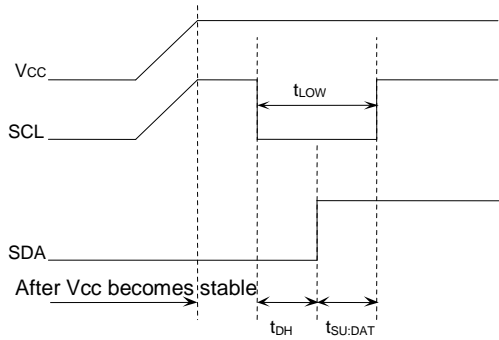 VCC
tLOW
SCL
SDA
After Vcc becomes stable
tDH
tSU:DAT